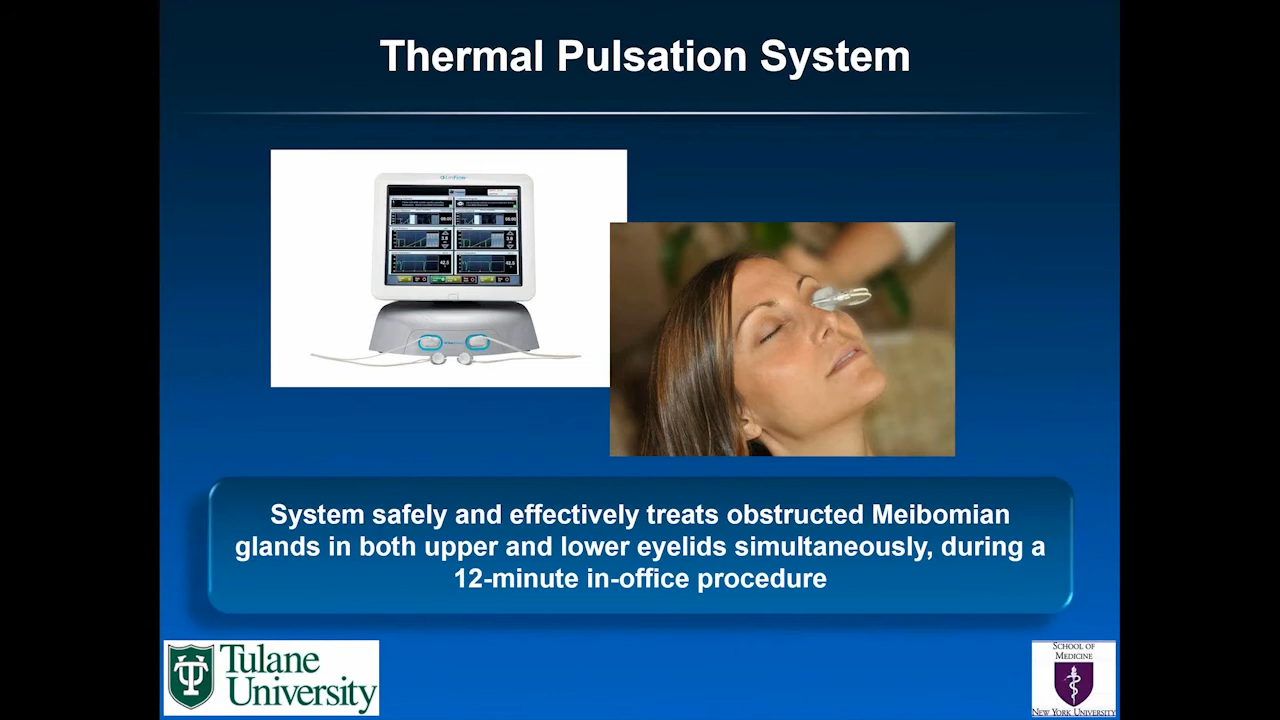 Thermal Pulsation System
System safely and effectively treats obstructed Meibomian
glands in both upper and lower eyelids simultaneously, during a
12-minute in-office procedure
Tulane
University
SCHOOL OF
MEDICINE
NEW YORK UNIVERSITY